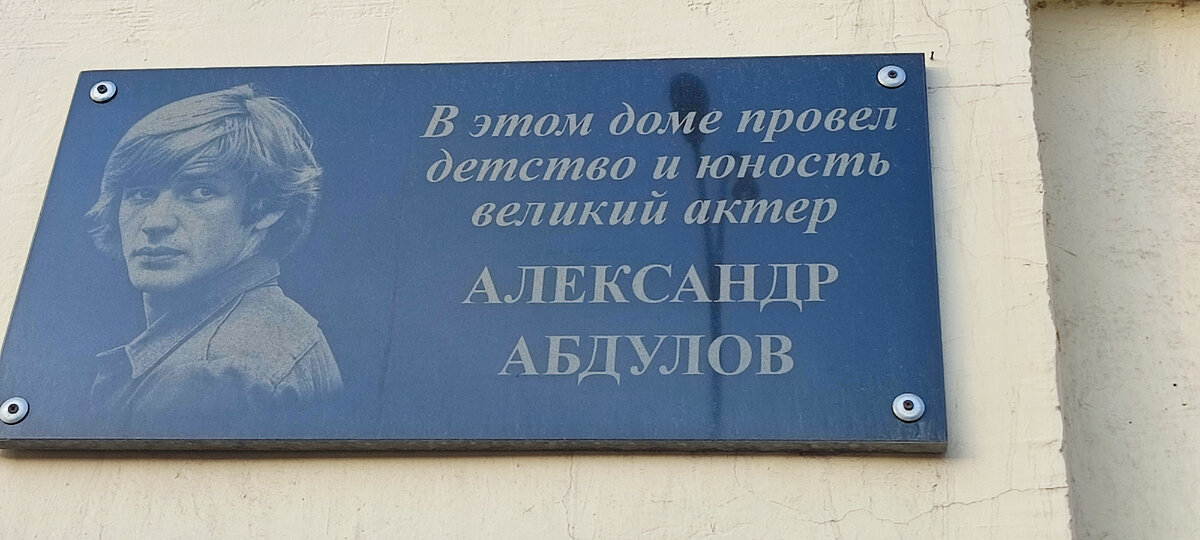 В этом доме провел
детство и юность
великий актер
АЛЕКСАНДР
АБДУЛОВ